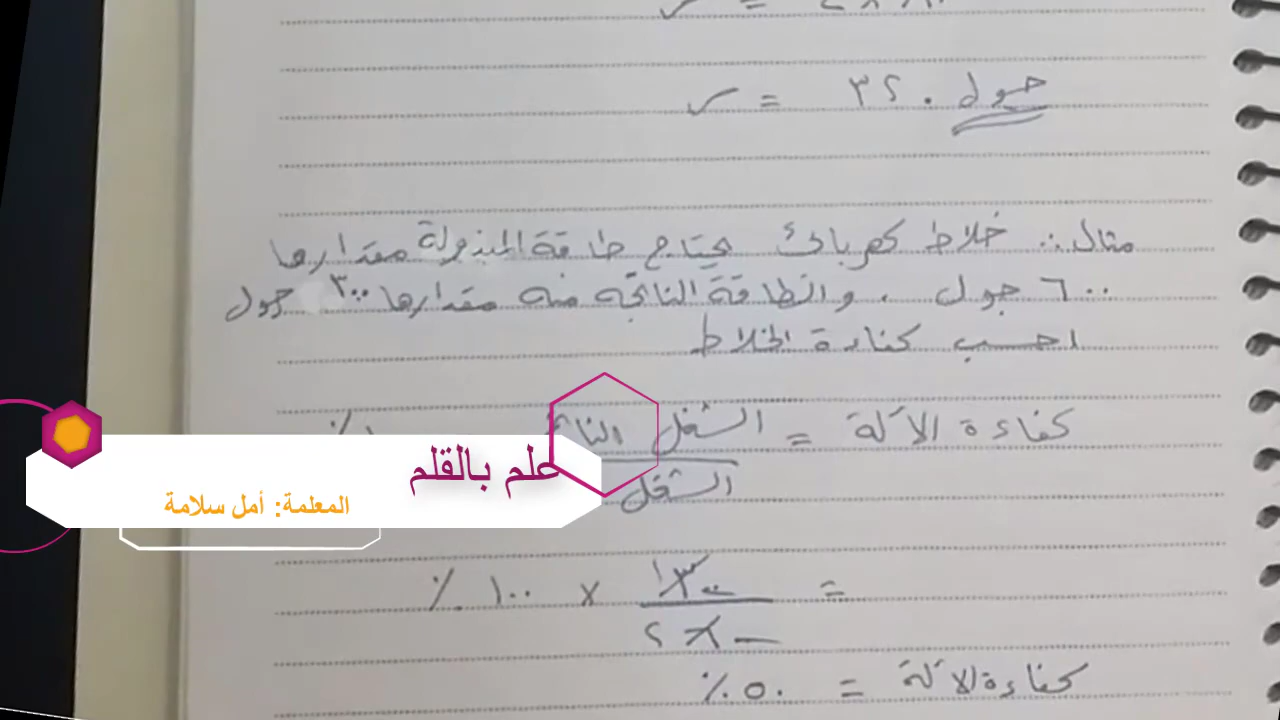 س = ٣٢٠ جول
مثال: خلاط كهربائي يحتاج طاقة المبذولة مقدارها
٦٠٠ جول ، والطاقة الناتجة منه مقدارها ٣٠٠ جول
احسب كفاءة الخلاط
كفاءة الآلة = الشغل
الشغل
علم بالقلم
المعلمة: أمل سلامة
= ٣٠٠ × ١٠٠ ٪
٦٠٠
كفاءة الآلة = ٥٠ ٪